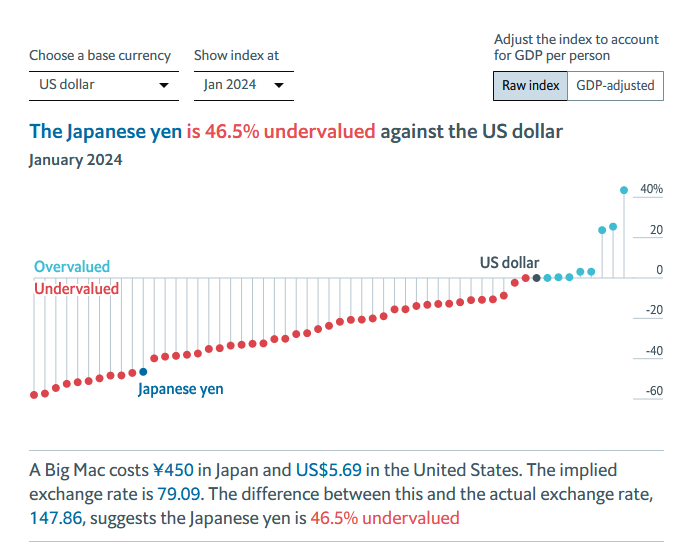 Choose a base currency
Show index at
Adjust the index to account
for GDP per person
US dollar
Jan 2024
Raw index
GDP-adjusted
The Japanese yen is 46.5% undervalued against the US dollar
January 2024
40%
20
Overvalued
US dollar
0
Undervalued
-20
-40
Japanese yen
-60
A Big Mac costs ¥450 in Japan and US$5.69 in the United States. The implied
exchange rate is 79.09. The difference between this and the actual exchange rate,
147.86, suggests the Japanese yen is 46.5% undervalued